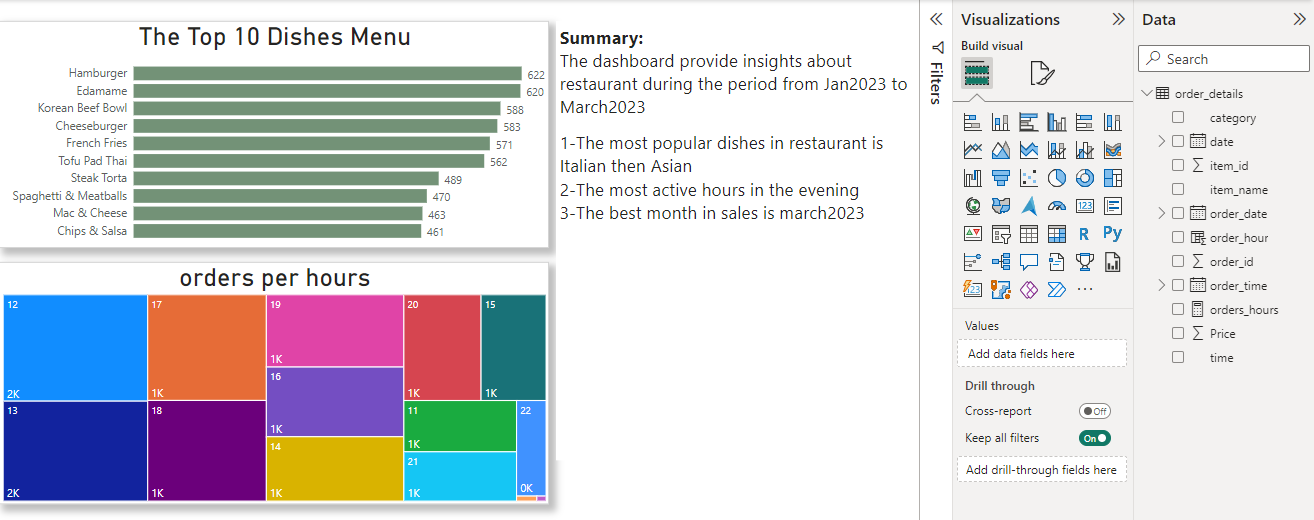 The Top 10 Dishes Menu
Hamburger 622
Edamame 620
Korean Beef Bowl 588
Cheeseburger 583
French Fries 571
Tofu Pad Thai 562
Steak Torta 489
Spaghetti & Meatballs 470
Mac & Cheese 463
Chips & Salsa 461
orders per hours
12
2K
17
1K
19
1K
20
1K
15
1K
16
1K
13
2K
18
1K
14
1K
11
1K
21
1K
22
0K
Summary:
The dashboard provide insights about
restaurant during the period from Jan2023 to
March2023
1-The most popular dishes in restaurant is
Italian then Asian
2-The most active hours in the evening
3-The best month in sales is march2023
Filters
Visualizations
Build visual
123
R
Py
123
Values
Add data fields here
Drill through
Cross-report
Off
Keep all filters
On
Add drill-through fields here
Data
Search
order_details
category
date
item_id
item_name
order_date
order_hour
order_id
order_time
orders_hours
Price
time